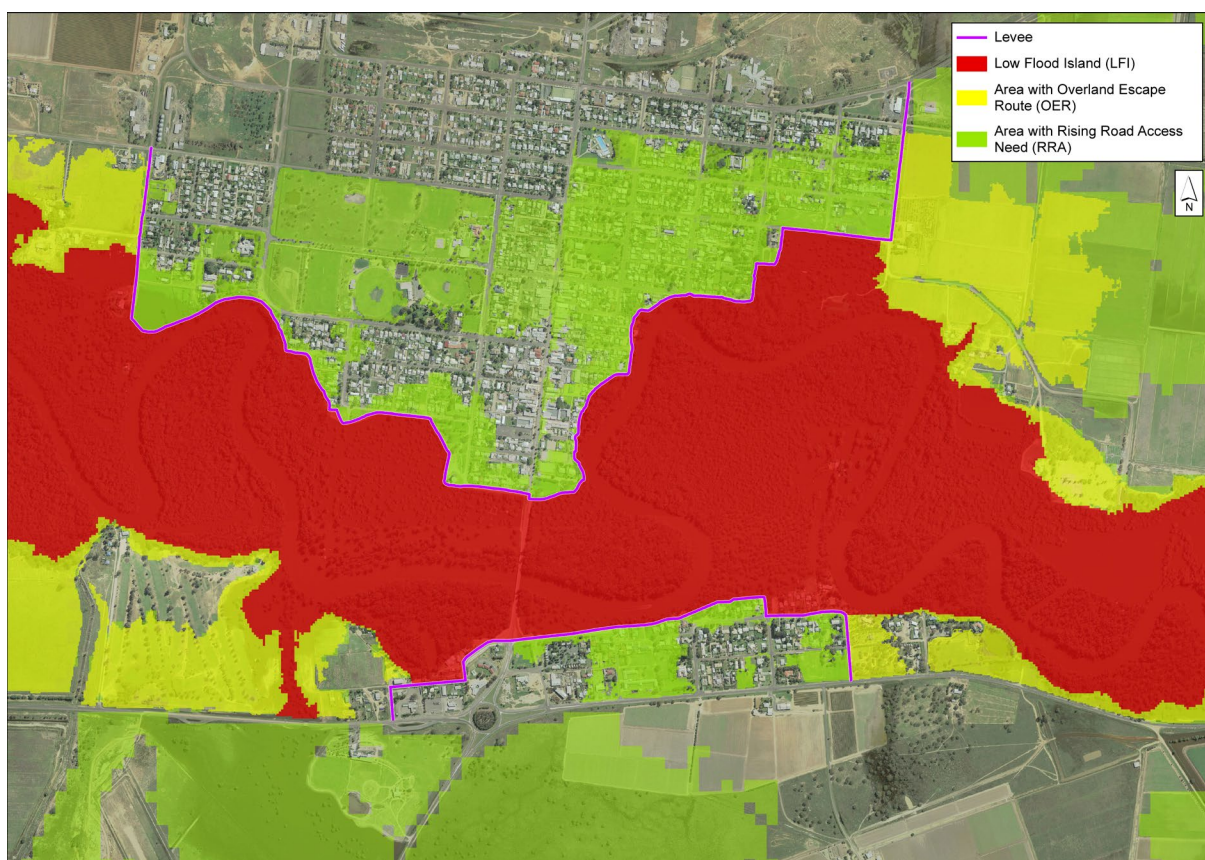 Levee
Low Flood Island (LFI)
Area with Overland Escape
Route (OER)
Area with Rising Road Access
Need (RRA)
N